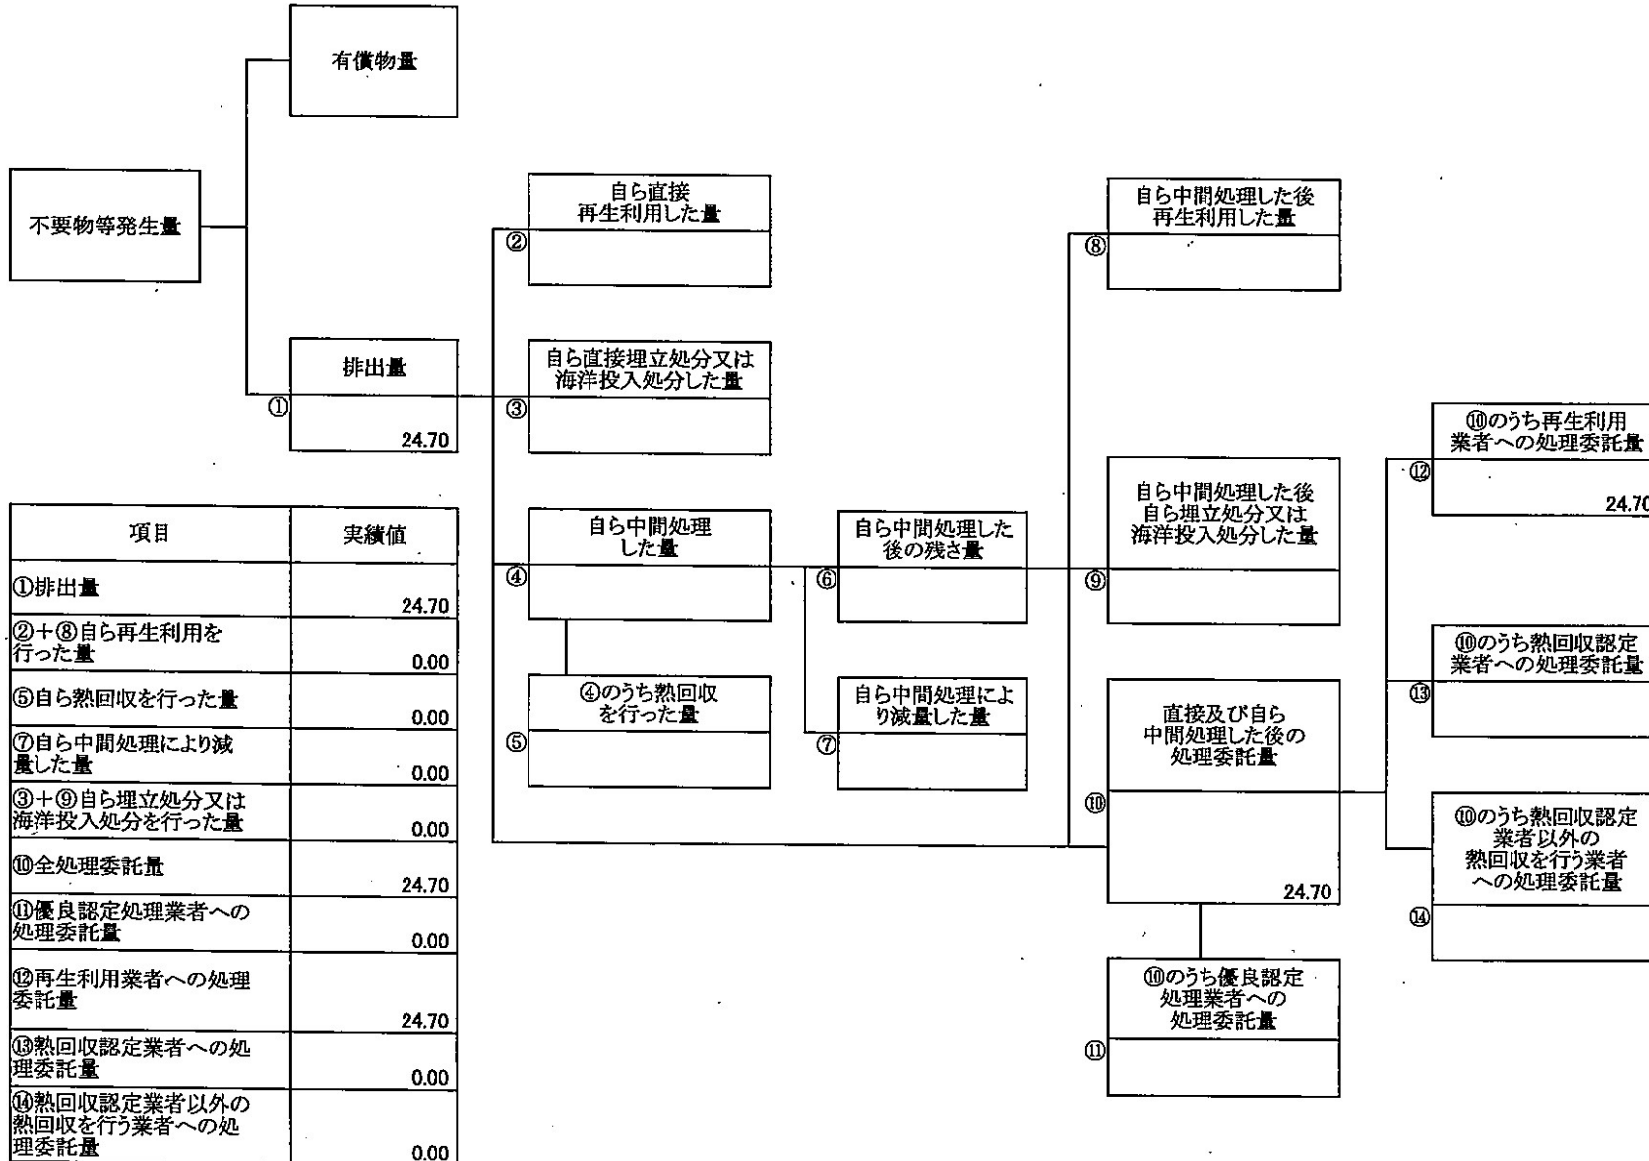 有償物量
不要物等発生量
排出量
①
24.70
自ら直接
再生利用した量
②
自ら直接埋立処分又は
海洋投入処分した量
③
自ら中間処理
した量
④
④のうち熱回収
を行った量
⑤
自ら中間処理した
後の残さ量
⑥
自ら中間処理によ
り減量した量
⑦
自ら中間処理した後
再生利用した量
⑧
自ら中間処理した後
自ら埋立処分又は
海洋投入処分した量
⑨
直接及び自ら
中間処理した後の
処理委託量
⑩
24.70
⑩のうち優良認定
処理業者への
処理委託量
⑪
⑩のうち再生利用
業者への処理委託量
⑫
24.70
⑩のうち熱回収認定
業者への処理委託量
⑬
⑩のうち熱回収認定
業者以外の
熱回収を行う業者
への処理委託量
⑭
項目 実績値
①排出量
24.70
②+⑧自ら再生利用を
行った量
0.00
⑤自ら熱回収を行った量
0.00
⑦自ら中間処理により減
量した量
0.00
③+⑨自ら埋立処分又は
海洋投入処分を行った量
0.00
⑩全処理委託量
24.70
⑪優良認定処理業者への
処理委託量
0.00
⑫再生利用業者への処理
委託量
24.70
⑬熱回収認定業者への処
理委託量
0.00
⑭熱回収認定業者以外の
熱回収を行う業者への処
理委託量
0.00